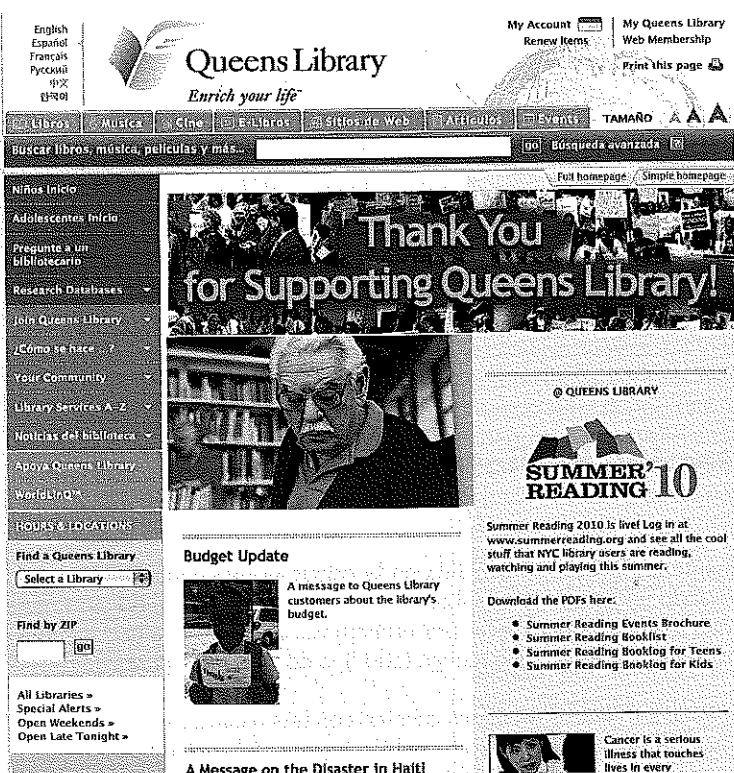 English
Español
Français
Русский
中文
한국어
Queens Library
Enrich your life℠
My Account
Renew Items
My Queens Library
Web Membership
Print this page
Libros
Musica
Cine
E-Libros
Sitios de Web
Artículos
Events
TAMAÑO A A A
Buscar libros, música, películas y más...
go
Búsqueda avanzada
Full homepage
Simple homepage
Niños Inicio
Adolescentes Inicio
Pregunte a un
bibliotecario
Research Databases
Join Queens Library
¿Cómo se hace...?
Your Community
Library Services A-Z
Noticias del biblioteca
Apoya Queens Library
WorldLinQ™
HOURS & LOCATIONS
Find a Queens Library
Select a Library
Find by ZIP
go
All Libraries »
Special Alerts »
Open Weekends »
Open Late Tonight »
Thank You
for Supporting Queens Library!
Budget Update
A message to Queens Library
customers about the library's
budget.
A Message on the Disaster in Haiti
@ QUEENS LIBRARY
SUMMER
READING '10
Summer Reading 2010 is live! Log in at
www.summerreading.org and see all the cool
stuff that NYC library users are reading,
watching and playing this summer.
Download the PDFs here:
• Summer Reading Events Brochure
• Summer Reading Booklist
• Summer Reading Booklog for Teens
• Summer Reading Booklog for Kids
Cancer is a serious
illness that touches
lives in every